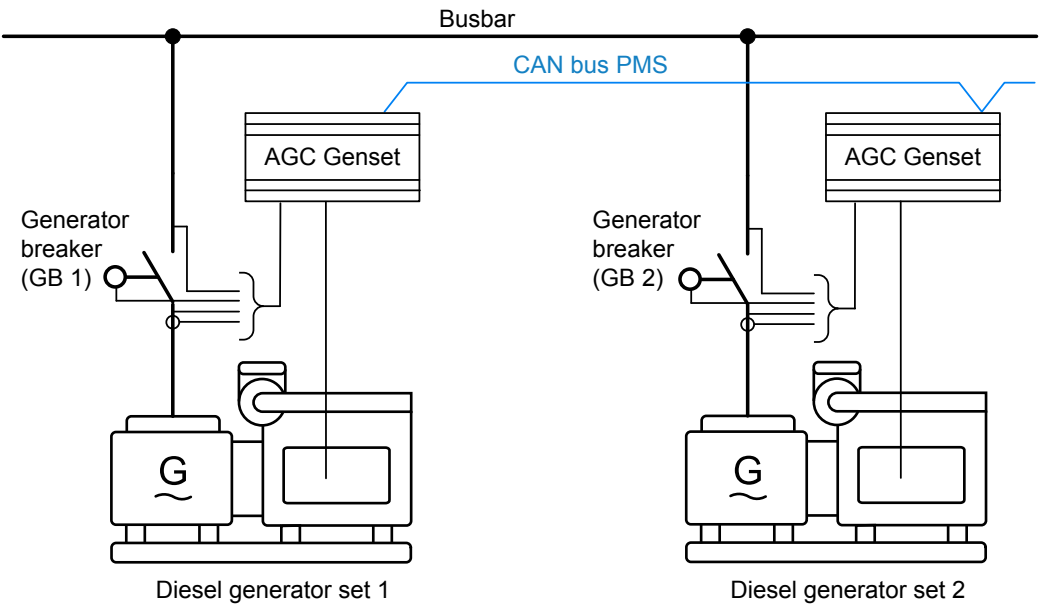 Busbar
CAN bus PMS
AGC Genset
AGC Genset
Generator
breaker
(GB 1)
Generator
breaker
(GB 2)
G
G
Diesel generator set 1
Diesel generator set 2